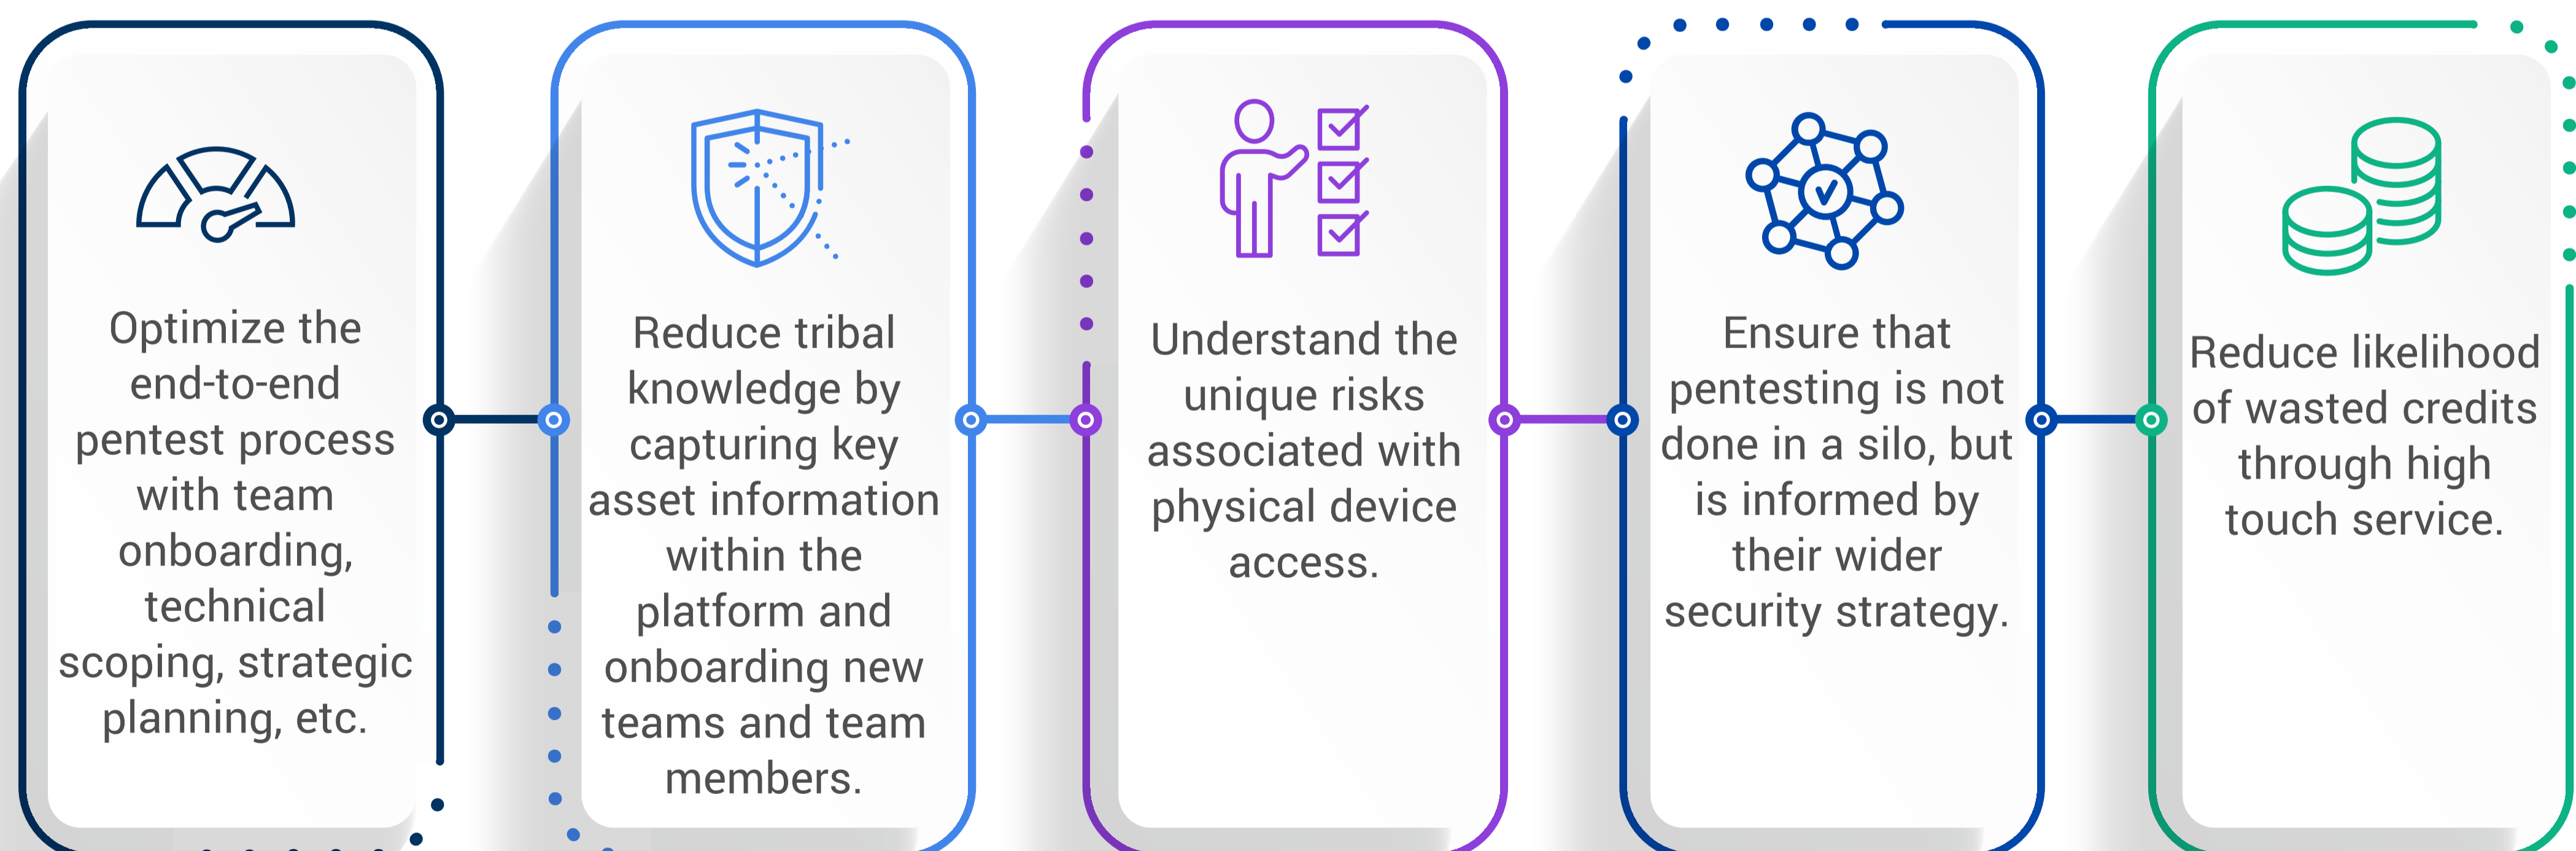 Optimize the
end-to-end
pentest process
with team
onboarding,
technical
scoping, strategic
planning, etc.
Reduce tribal
knowledge by
capturing key
asset information
within the
platform and
onboarding new
teams and team
members.
Understand the
unique risks
associated with
physical device
access.
Ensure that
pentesting is not
done in a silo, but
is informed by
their wider
security strategy.
Reduce likelihood
of wasted credits
through high
touch service.